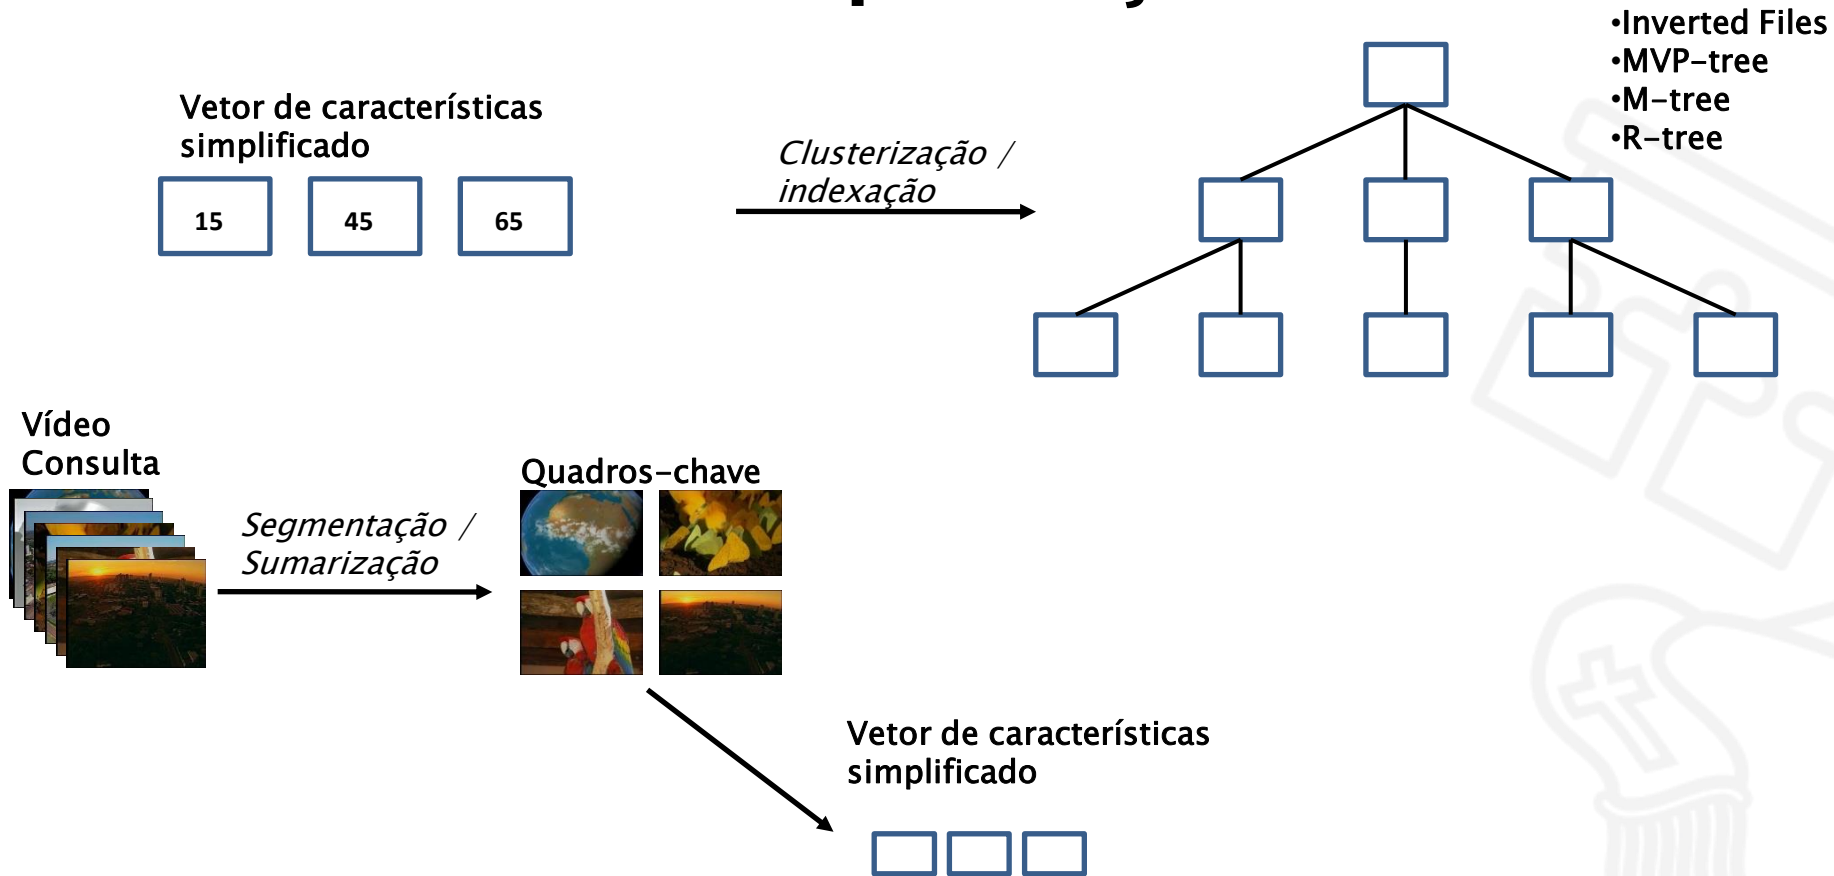 •Inverted Files
•MVP-tree
•M-tree
•R-tree
Vetor de características
simplificado
15 45 65
Clusterização /
indexação
Vídeo
Consulta
Segmentação /
Sumarização
Quadros-chave
Vetor de características
simplificado